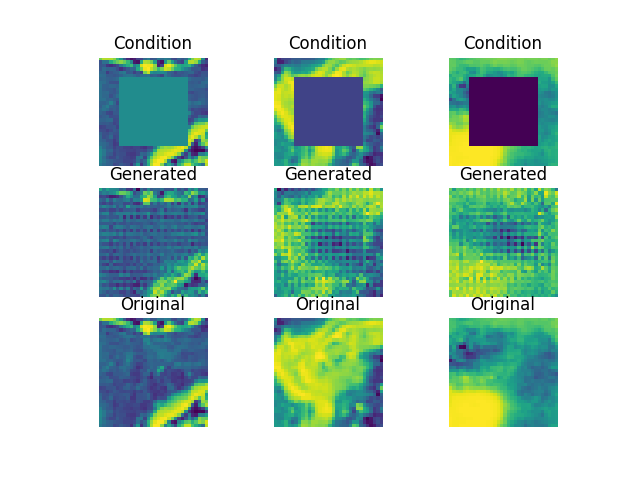 Condition Condition Condition
Generated Generated Generated
Original Original Original